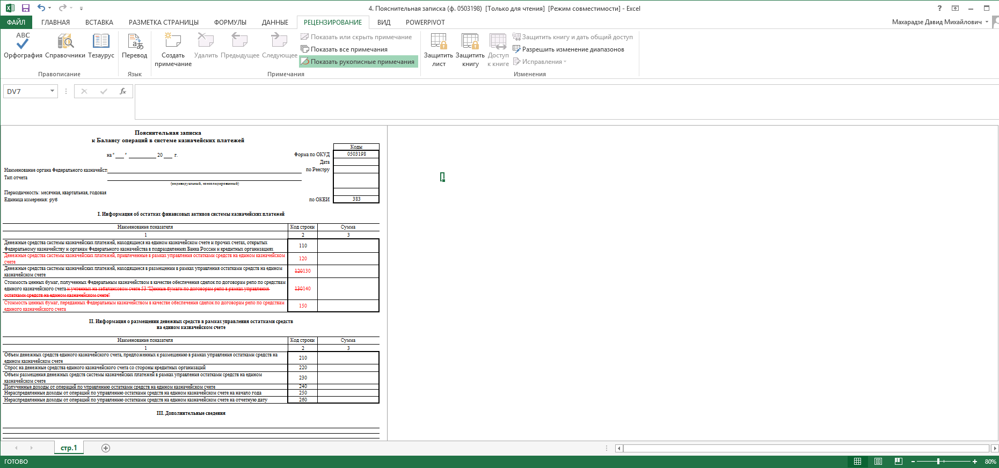 4. Пояснительная записка (ф. 0503198) [Только для чтения] [Режим совместимости] - Excel
?
ФАЙЛ ГЛАВНАЯ ВСТАВКА РАЗМЕТКА СТРАНИЦЫ ФОРМУЛЫ ДАННЫЕ РЕЦЕНЗИРОВАНИЕ ВИД POWERPIVOT Махарадзе Давид Михайлович
ABC
Орфография Справочники Тезаурус
Правописание
Перевод
Язык
Создать примечание
Удалить Предыдущее Следующее
Показать или скрыть примечание
Показать все примечания
Показать рукописные примечания
Примечания
Защитить лист
Защитить книгу
Доступ к книге
Защитить книгу и дать общий доступ
Разрешить изменение диапазонов
Исправления
Изменения
DV7 fx
Пояснительная записка
к Балансу операций в системе казначейских платежей
Коды
на " ___ " ________ 20 ___ г. Форма по ОКУД 0503198
Дата
Наименование органа Федерального казначейст по Реестру
Тип отчета
(индивидуальный, консолидированный)
Периодичность: месячная, квартальная, годовая
Единица измерения: руб по ОКЕИ 383
I. Информация об остатках финансовых активов системы казначейских платежей
Наименование показателя Код строки Сумма
1 2 3
Денежные средства системы казначейских платежей, находящиеся на едином казначейском счете и прочих счетах, открытых
Федеральному казначейству и органам Федерального казначейства в подразделениях Банка России и кредитных организациях 110
Денежные средства системы казначейских платежей, привлеченные в рамках управления остатками средств на едином казначейском
счете 120
Денежные средства системы казначейских платежей, находящиеся в размещении в рамках управления остатками средств на едином
казначейском счете 120130
Стоимость ценных бумаг, полученных Федеральным казначейством в качестве обеспечения сделок по договорам репо по средствам
единого казначейского счета и учтенных на забалансовом счете 53 "Ценные бумаги по договорам репо в рамках управления 130140
остатками средств на едином казначейском счете"
Стоимость ценных бумаг, переданных Федеральным казначейством в качестве обеспечения сделок по договорам репо по средствам
единого казначейского счета 150
II. Информация о размещении денежных средств в рамках управления остатками средств
на едином казначейском счете
Наименование показателя Код строки Сумма
1 2 3
Объем денежных средств единого казначейского счета, предложенных к размещению в рамках управления остатками средств на
едином казначейском счете 210
Спрос на денежные средства единого казначейского счета со стороны кредитных организаций 220
Объем размещения денежных средств системы казначейских платежей в рамках управления остатками средств на едином
казначейском счете 230
Полученные доходы от операций по управлению остатками средств на едином казначейском счете 240
Нераспределенные доходы от операций по управлению остатками средств на едином казначейском счете на начало года 250
Нераспределенные доходы от операций по управлению остатками средств на едином казначейском счете на отчетную дату 260
III. Дополнительные сведения
стр.1
ГОТОВО 80%